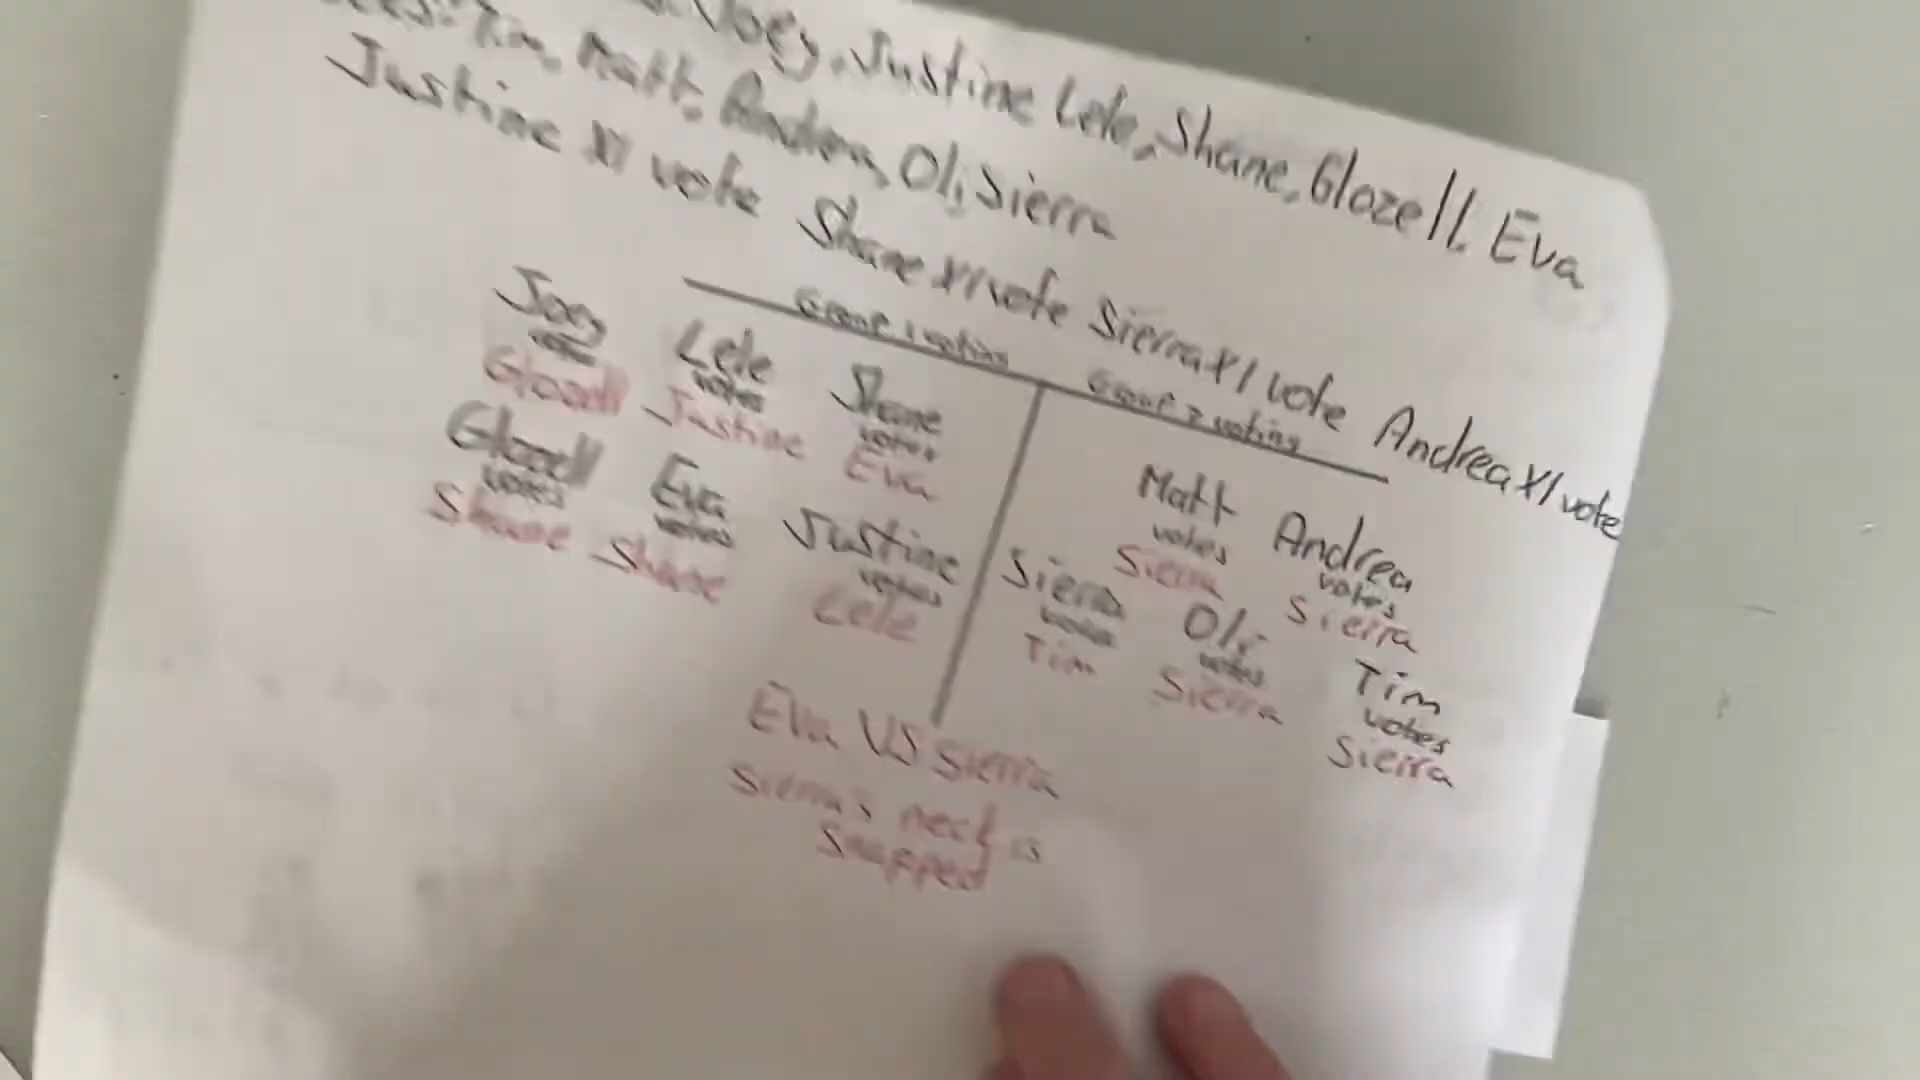 Joey, Justine Lele, Shane, Glozell, Eva
Tim, Matt, Andrea, Oli, Sierra
Justine X1 vote Shane X1 vote Sierra X1 vote Andrea X1 vote
Group 1 voting
Joey votes Glozell
Lele votes Justine
Shane votes Eva
Glozell votes Shane
Eva votes Shane
Justine votes Lele
Group 2 voting
Matt votes Sierra
Andrea votes Sierra
Sierra votes Tim
Oli votes Sierra
Tim votes Sierra
Eva VS Sierra
Sierra's neck is
Snapped